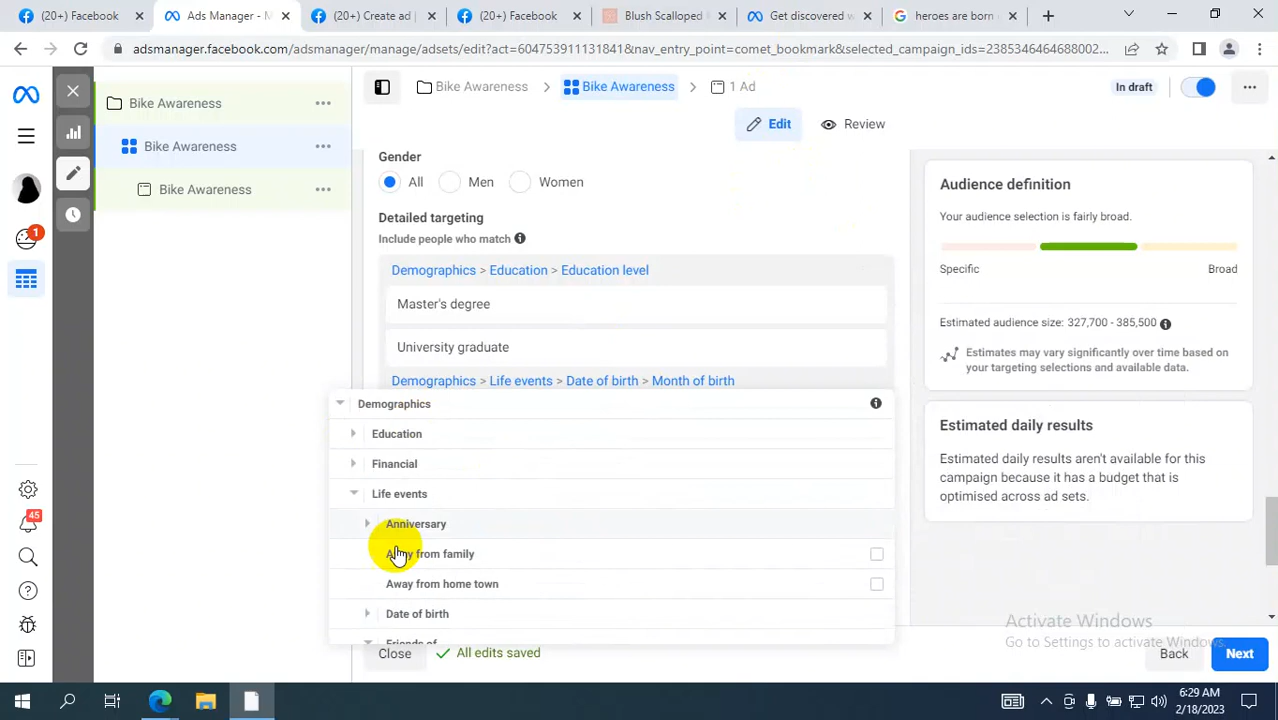 (20+) Facebook
Ads Manager - M
(20+) Create ad
(20+) Facebook
Blush Scalloped
Get discovered w
heroes are born
adsmanager.facebook.com/adsmanager/manage/adsets/edit?act=604753911131841&nav_entry_point=comet_bookmark&selected_campaign_ids=2385346464688002...
Bike Awareness
Bike Awareness
1 Ad
In draft
Edit
Review
Bike Awareness
Bike Awareness
Bike Awareness
1
45
Gender
All
Men
Women
Detailed targeting
Include people who match
Demographics > Education > Education level
Master's degree
University graduate
Demographics > Life events > Date of birth > Month of birth
Demographics
Education
Financial
Life events
Anniversary
Away from family
Away from home town
Date of birth
Friends of
Close
All edits saved
Audience definition
Your audience selection is fairly broad.
Specific
Broad
Estimated audience size: 327,700 - 385,500
Estimates may vary significantly over time based on
your targeting selections and available data.
Estimated daily results
Estimated daily results aren't available for this
campaign because it has a budget that is
optimised across ad sets.
Activate Windows
Go to Settings to activate Windows.
Back
Next
6:29 AM
2/18/2023